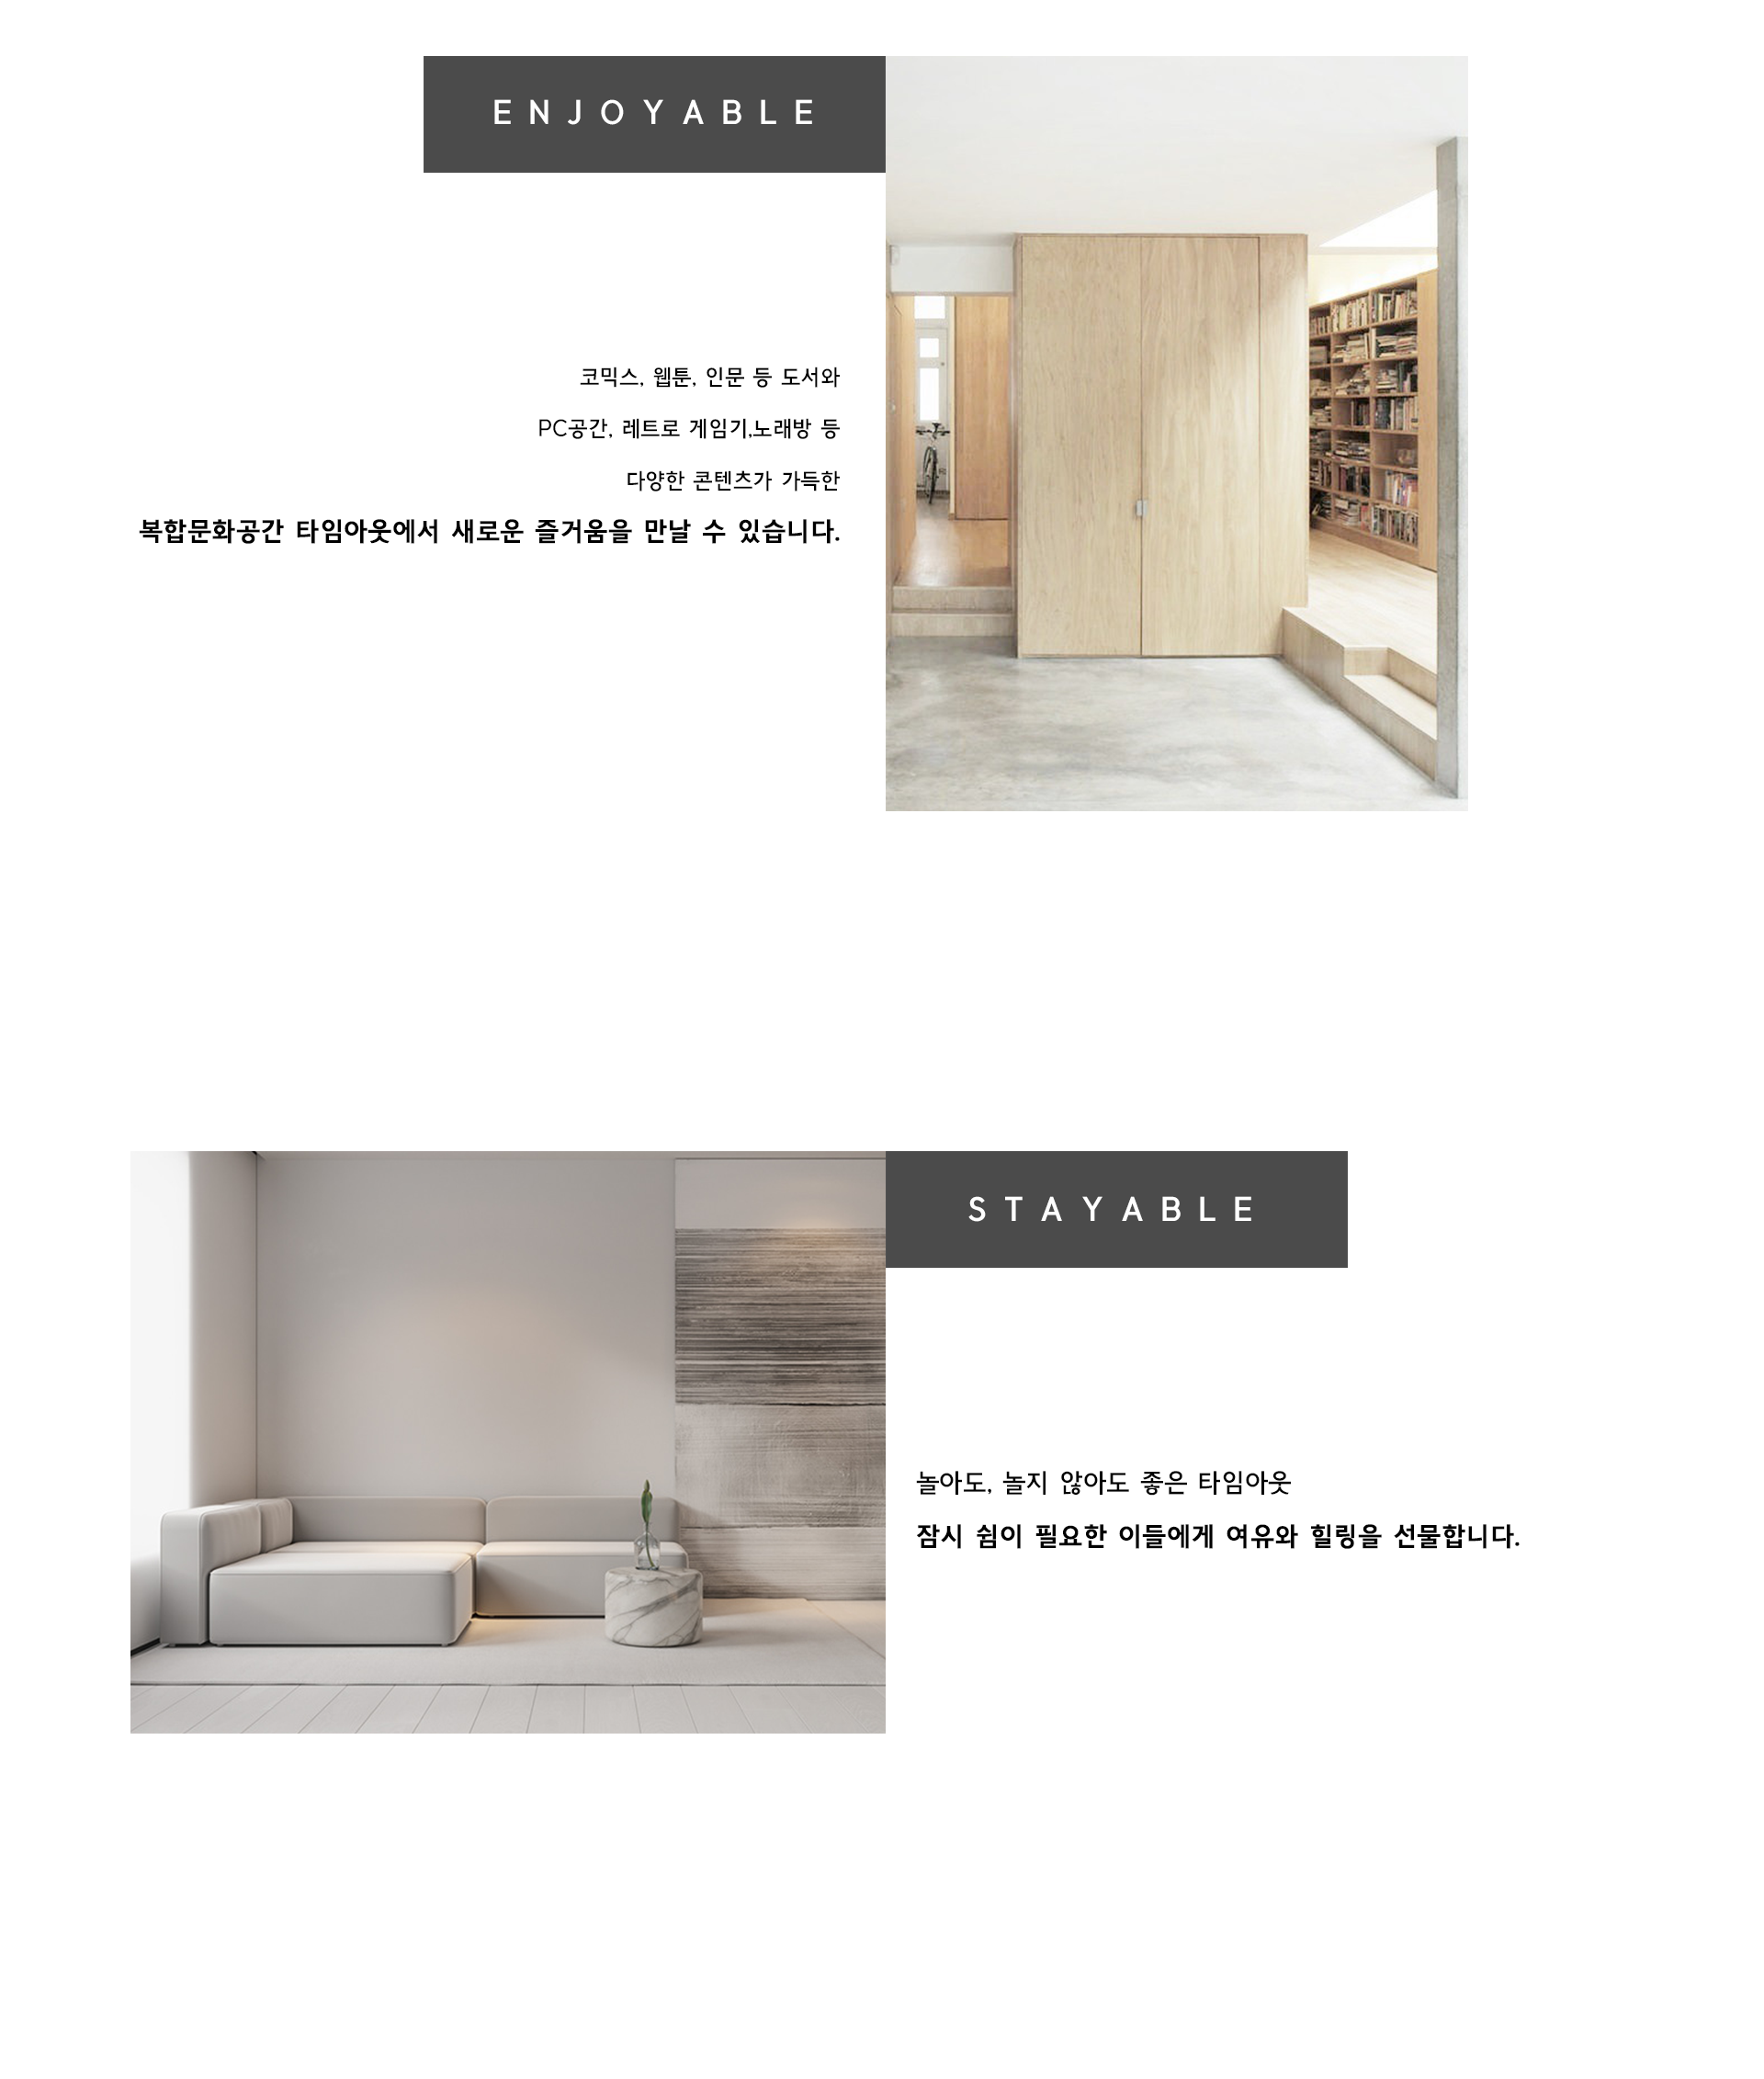 ENJOYABLE
코믹스, 웹툰, 인문 등 도서와
PC공간, 레트로 게임기,노래방 등
다양한 콘텐츠가 가득한
복합문화공간 타임아웃에서 새로운 즐거움을 만날 수 있습니다.
STAYABLE
놀아도, 놀지 않아도 좋은 타임아웃
잠시 쉼이 필요한 이들에게 여유와 힐링을 선물합니다.